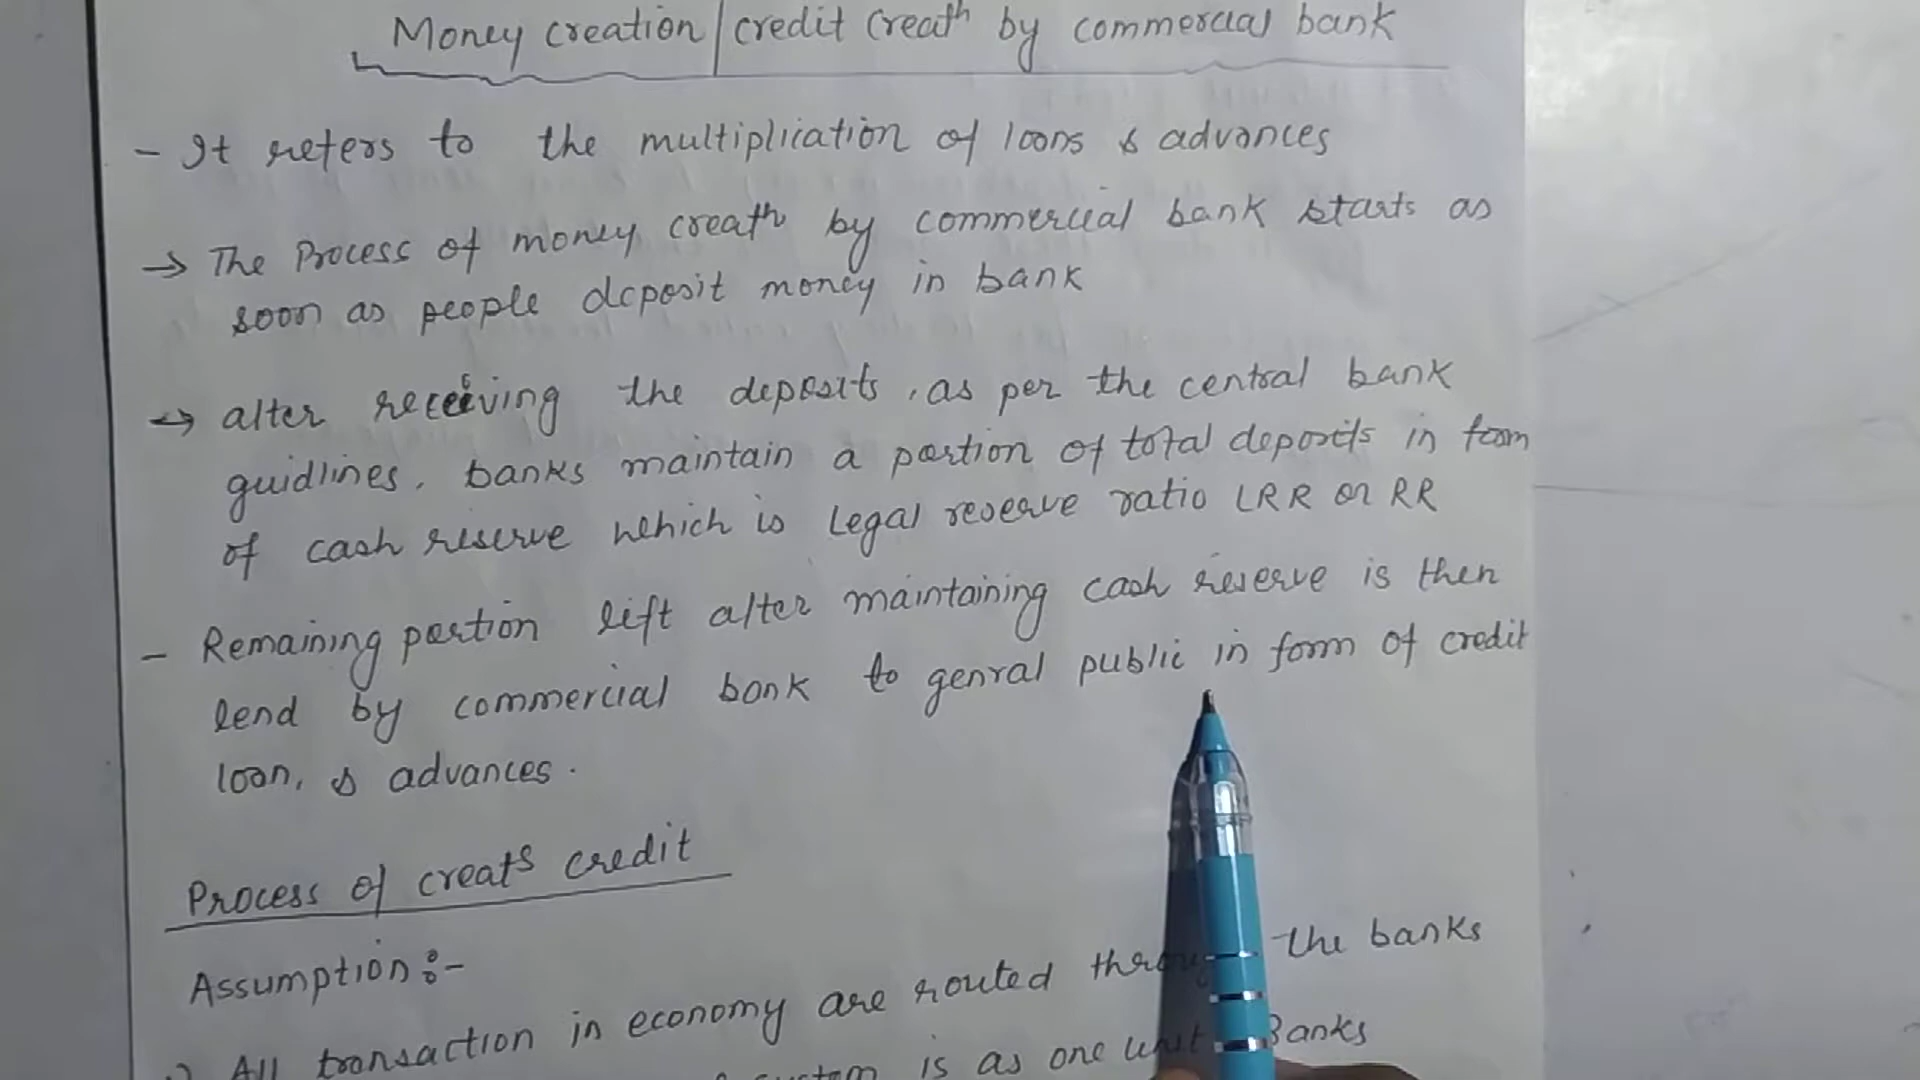 Money creation/credit creatn by commercial bank
- It refers to the multiplication of loans & advances
→ The Process of money creatn by commercial bank starts as
soon as people deposit money in bank
→ after receiving the deposits, as per the central bank
guidlines, banks maintain a portion of total deposits in form
of cash reserve which is Legal reserve ratio LRR or RR
- Remaining portion left after maintaining cash reserve is then
lend by commercial bank to genral public in form of credit
loan, & advances.
Process of creats credit
Assumption :-
All transaction in economy are routed the banks
is as one unit Banks